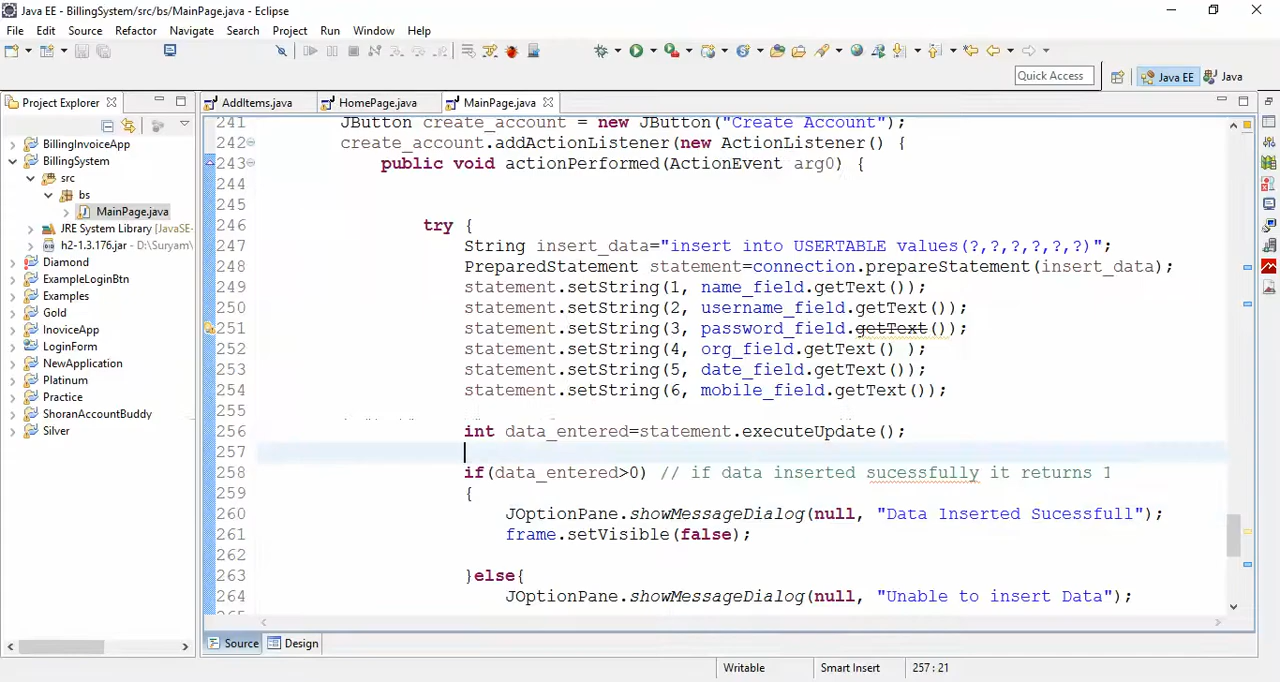 Java EE - BillingSystem/src/bs/MainPage.java - Eclipse
File Edit Source Refactor Navigate Search Project Run Window Help
Quick Access
Java EE
Java
Project Explorer
AddItems.java
HomePage.java
MainPage.java
BillingInvoiceApp
BillingSystem
src
bs
MainPage.java
JRE System Library [JavaSE-
h2-1.3.176.jar - D:\Suryam\
Diamond
ExampleLoginBtn
Examples
Gold
InoviceApp
LoginForm
NewApplication
Platinum
Practice
ShoranAccountBuddy
Silver
241 JButton create_account = new JButton("Create Account");
242 create_account.addActionListener(new ActionListener() {
243 public void actionPerformed(ActionEvent arg0) {
244
245
246 try {
247 String insert_data="insert into USERTABLE values(?,?,?,?,?,?)";
248 PreparedStatement statement=connection.prepareStatement(insert_data);
249 statement.setString(1, name_field.getText());
250 statement.setString(2, username_field.getText());
251 statement.setString(3, password_field.getText());
252 statement.setString(4, org_field.getText() );
253 statement.setString(5, date_field.getText());
254 statement.setString(6, mobile_field.getText());
255
256 int data_entered=statement.executeUpdate();
257
258 if(data_entered>0) // if data inserted sucessfully it returns 1
259 {
260 JOptionPane.showMessageDialog(null, "Data Inserted Sucessfull");
261 frame.setVisible(false);
262
263 }else{
264 JOptionPane.showMessageDialog(null, "Unable to insert Data");
Source Design
Writable Smart Insert 257 : 21